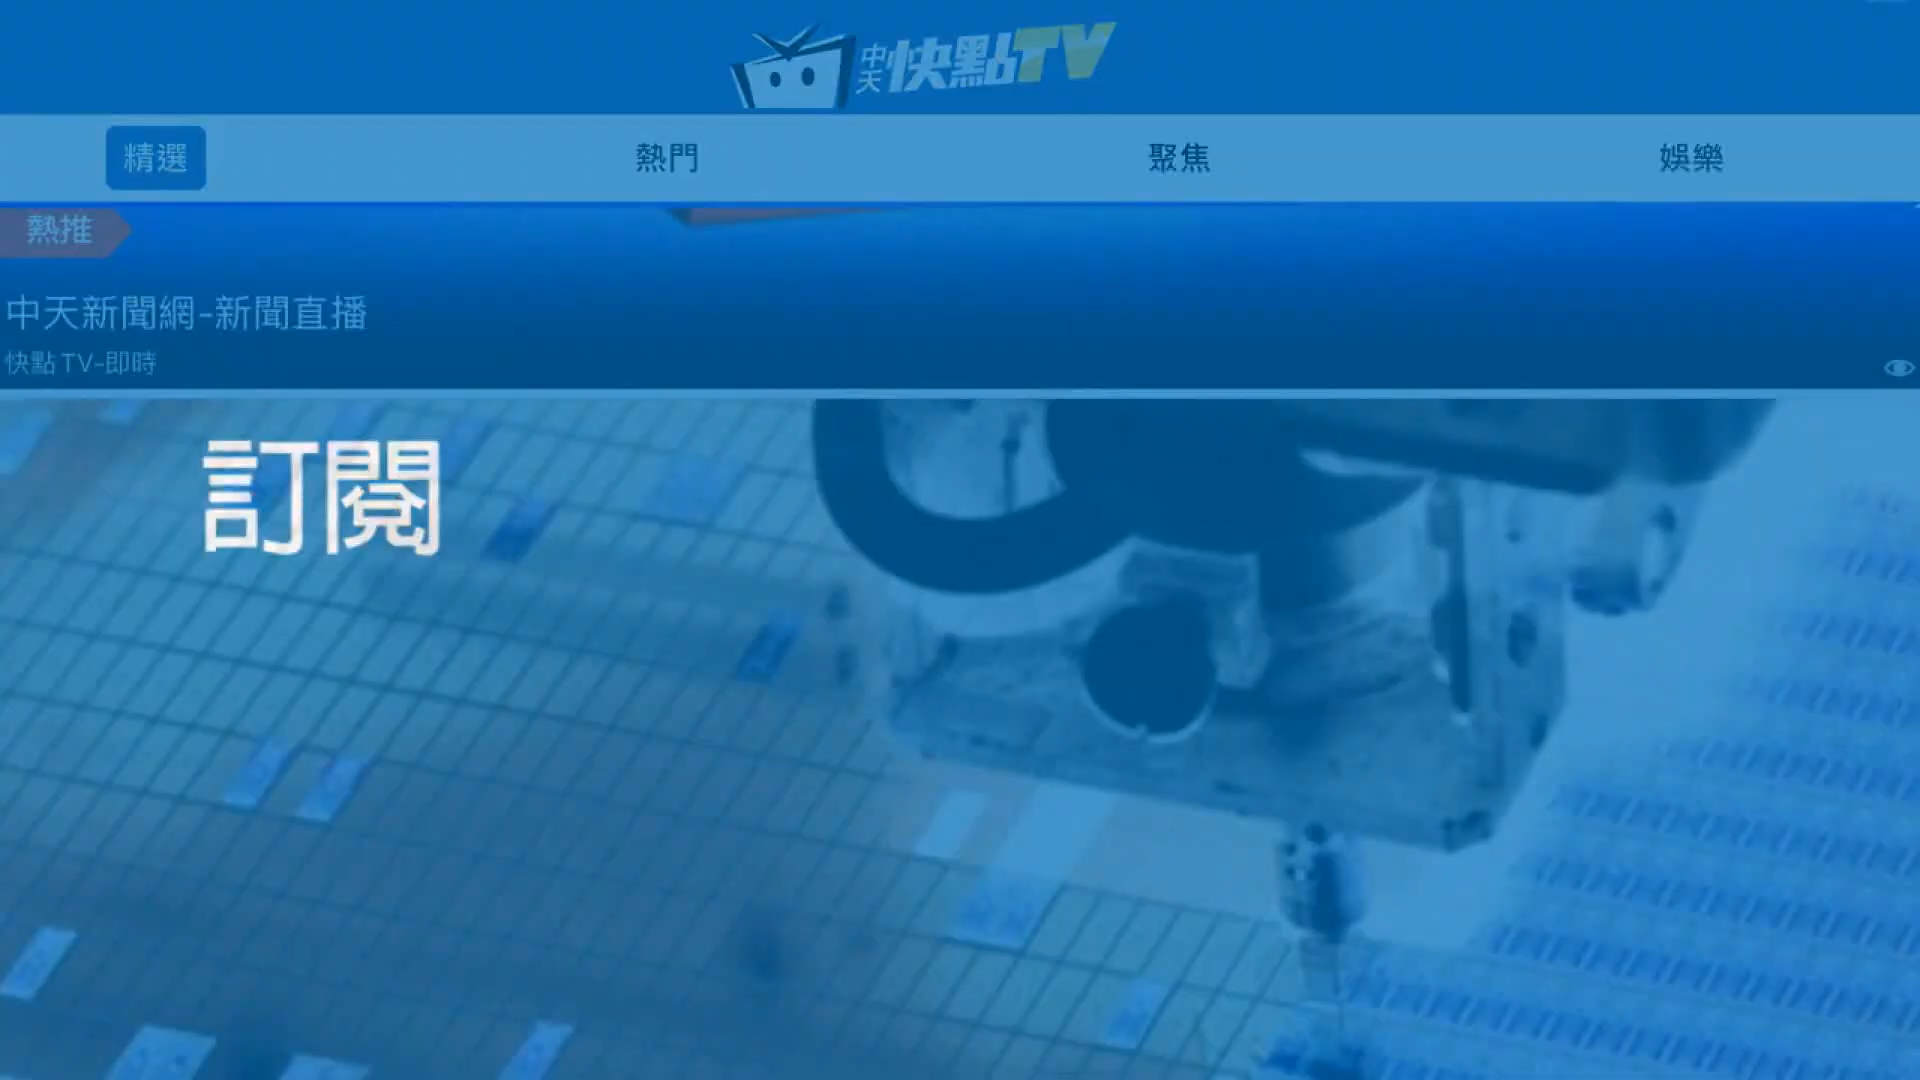 中天快點TV
精選 熱門 聚焦 娛樂
熱推
中天新聞網-新聞直播
快點TV-即時
訂閱